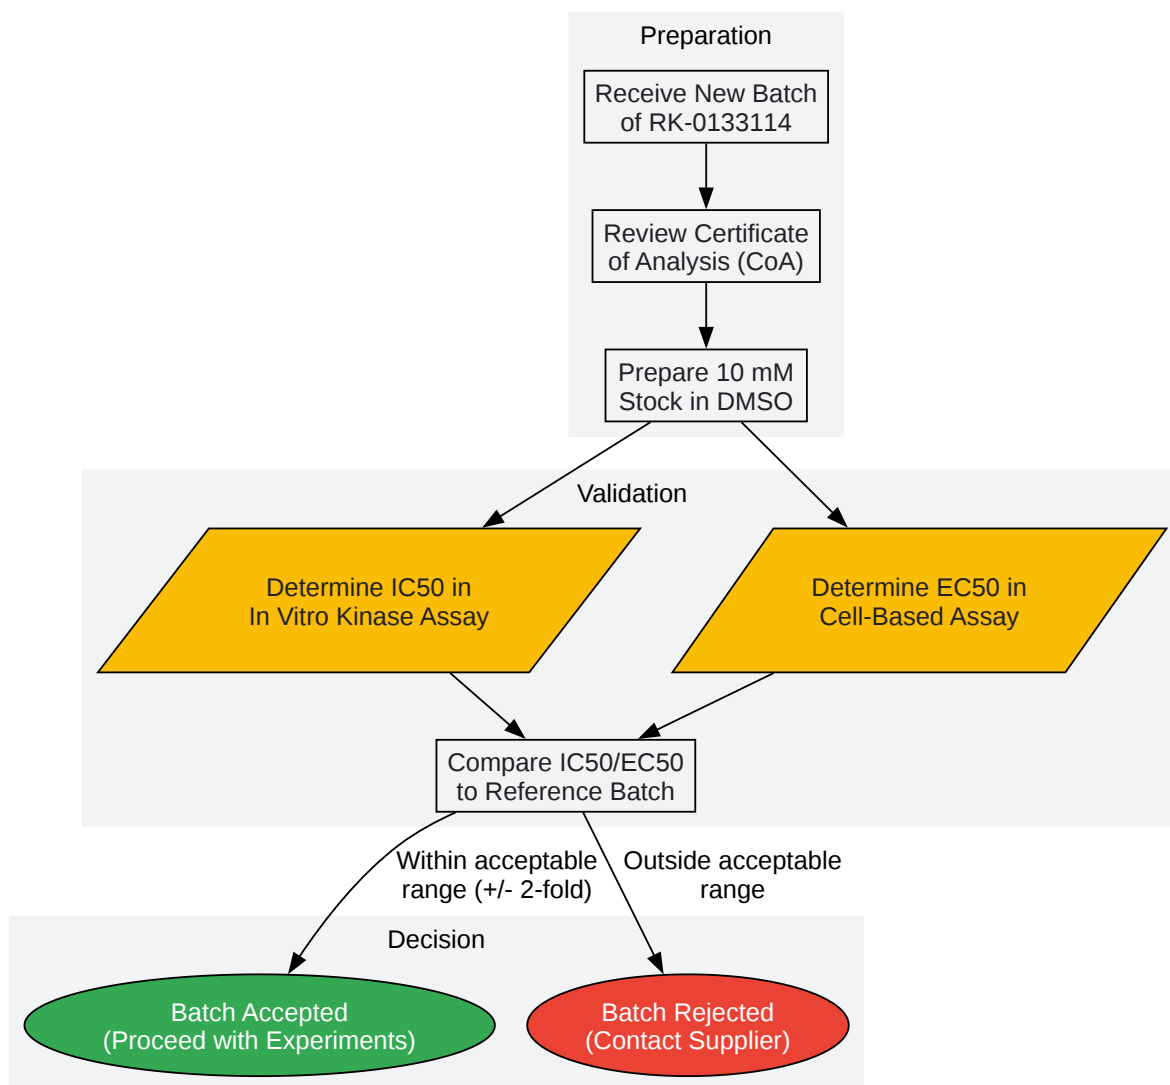 Preparation
Receive New Batch
of RK-0133114
Review Certificate
of Analysis (CoA)
Prepare 10 mM
Stock in DMSO
Validation
Determine IC50 in
In Vitro Kinase Assay
Determine EC50 in
Cell-Based Assay
Compare IC50/EC50
to Reference Batch
Within acceptable
range (+/- 2-fold)
Outside acceptable
range
Decision
Batch Accepted
(Proceed with Experiments)
Batch Rejected
(Contact Supplier)